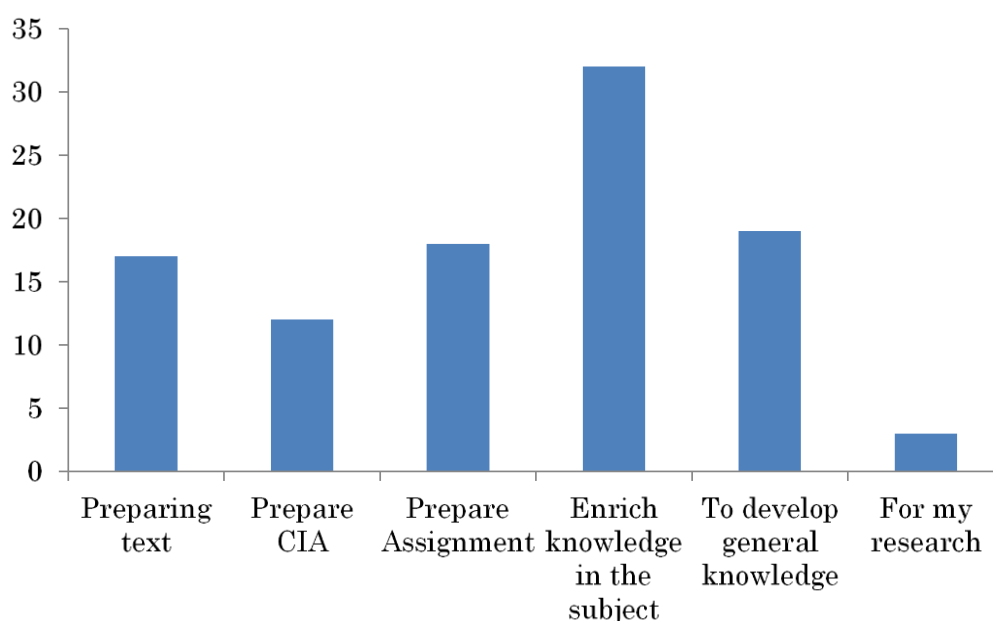 35
30
25
20
15
10
5
0
Preparing
text
Prepare
CIA
Prepare
Assignment
Enrich
knowledge
in the
subject
To develop
general
knowledge
For my
research